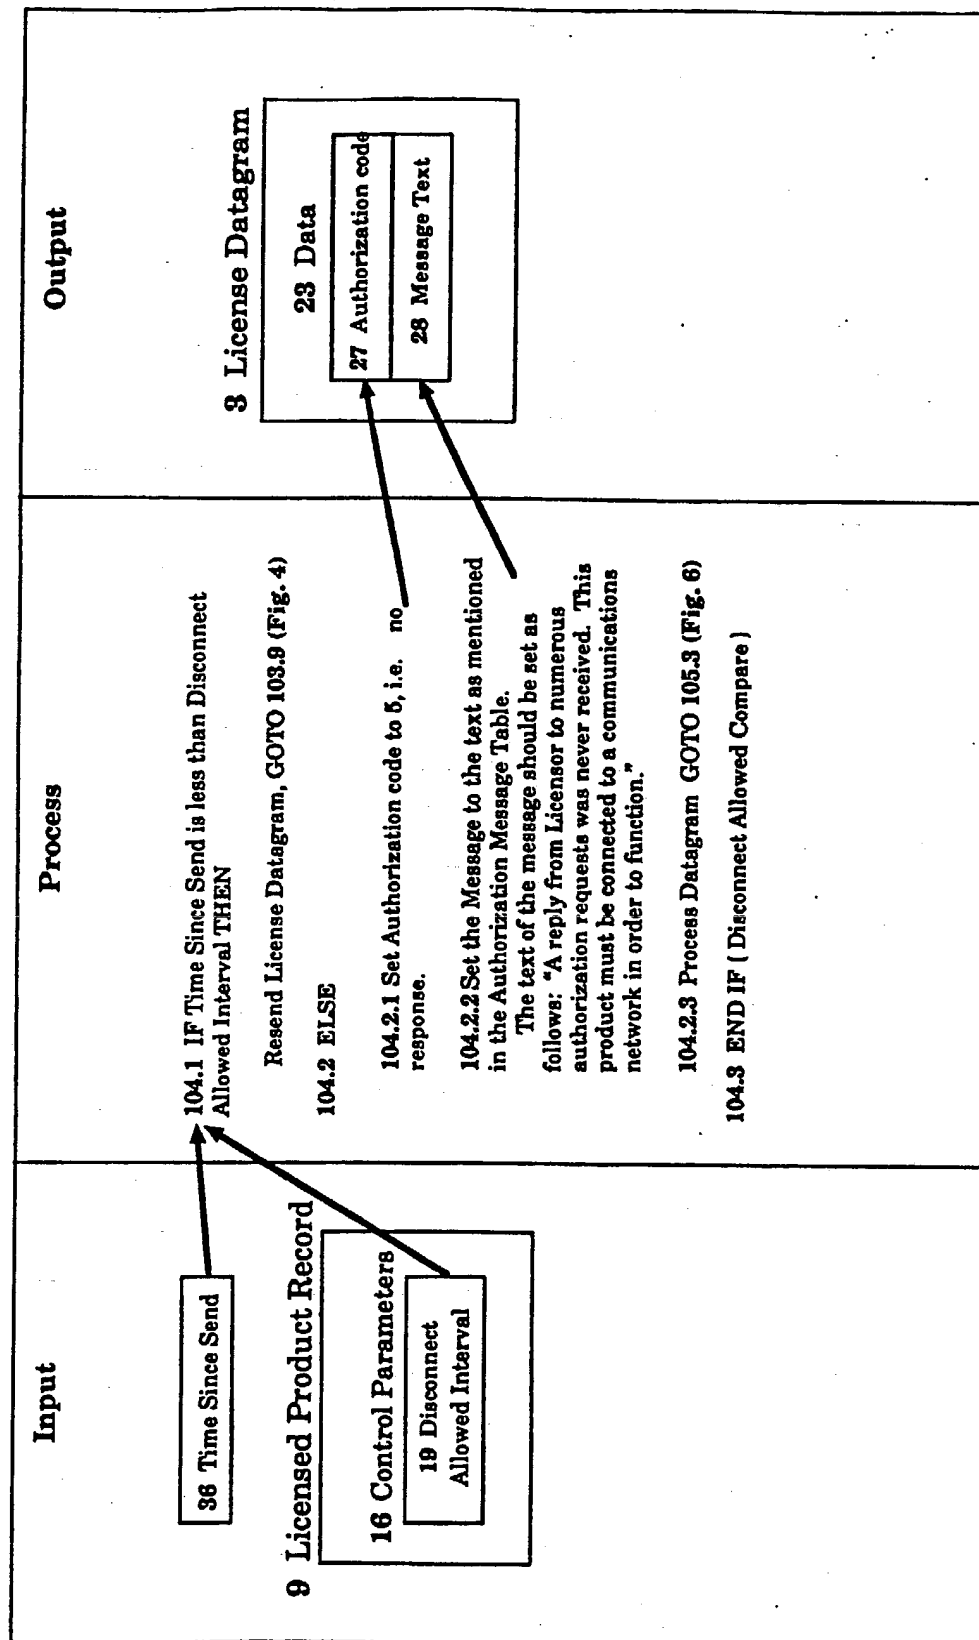 Input
36 Time Since Send
9 Licensed Product Record
16 Control Parameters
19 Disconnect
Allowed Interval
Process
104.1 IF Time Since Send is less than Disconnect
Allowed Interval THEN
Resend License Datagram, GOTO 103.9 (Fig. 4)
104.2 ELSE
104.2.1 Set Authorization code to 5, i.e. no
response.
104.2.2 Set the Message to the text as mentioned
in the Authorization Message Table.
The text of the message should be set as
follows: "A reply from Licensor to numerous
authorization requests was never received. This
product must be connected to a communications
network in order to function."
104.2.3 Process Datagram GOTO 105.3 (Fig. 6)
104.3 END IF ( Disconnect Allowed Compare )
Output
3 License Datagram
23 Data
27 Authorization code
28 Message Text